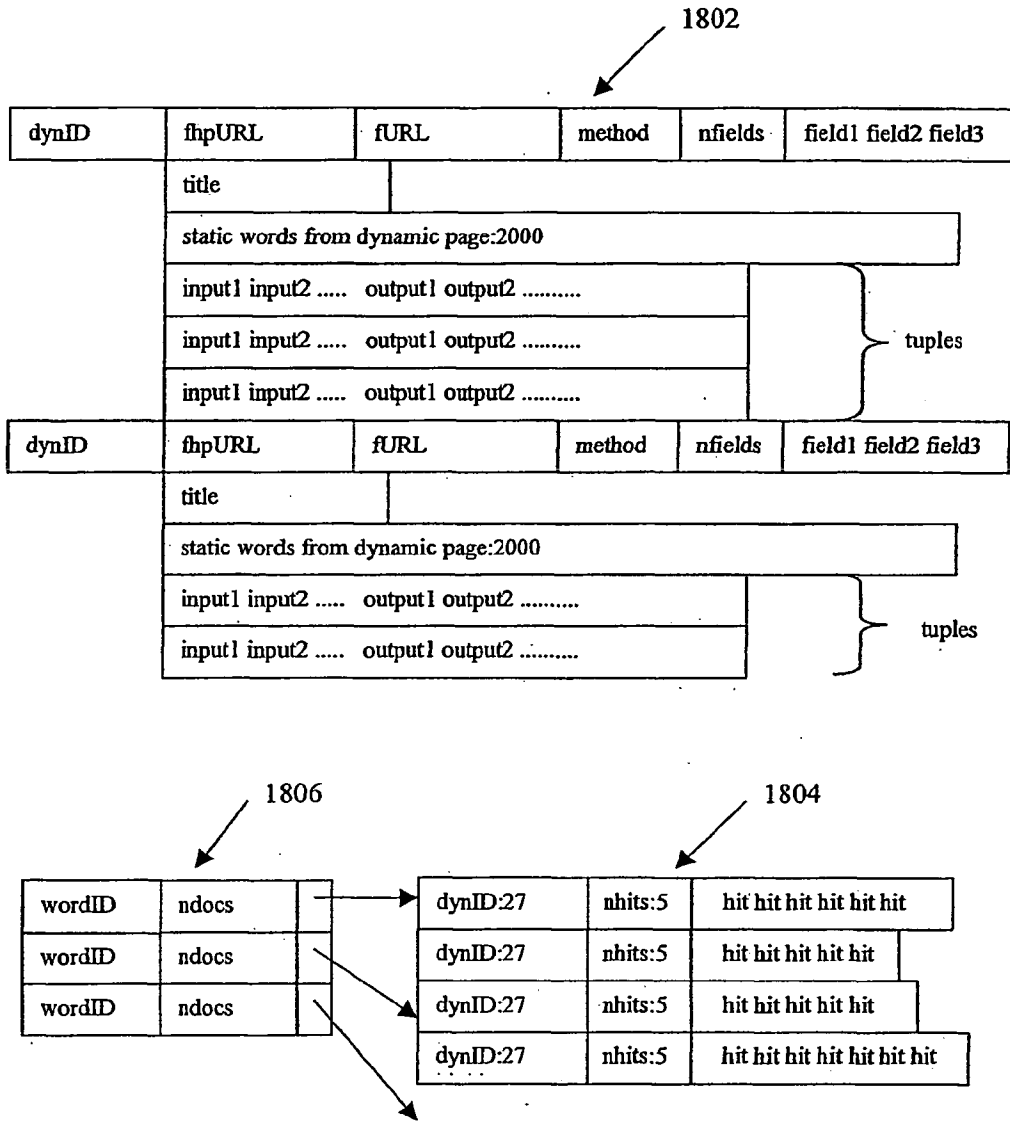 1802
dynID fhpURL fURL method nfields field1 field2 field3
title
static words from dynamic page:2000
input1 input2 ..... output1 output2 ..........
input1 input2 ..... output1 output2 ..........
input1 input2 ..... output1 output2 ..........
tuples
dynID fhpURL fURL method nfields field1 field2 field3
title
static words from dynamic page:2000
input1 input2 ..... output1 output2 ..........
input1 input2 ..... output1 output2 ..........
tuples
1806 1804
wordID ndocs dynID:27 nhits:5 hit hit hit hit hit hit
wordID ndocs dynID:27 nhits:5 hit hit hit hit hit
wordID ndocs dynID:27 nhits:5 hit hit hit hit hit
dynID:27 nhits:5 hit hit hit hit hit hit hit